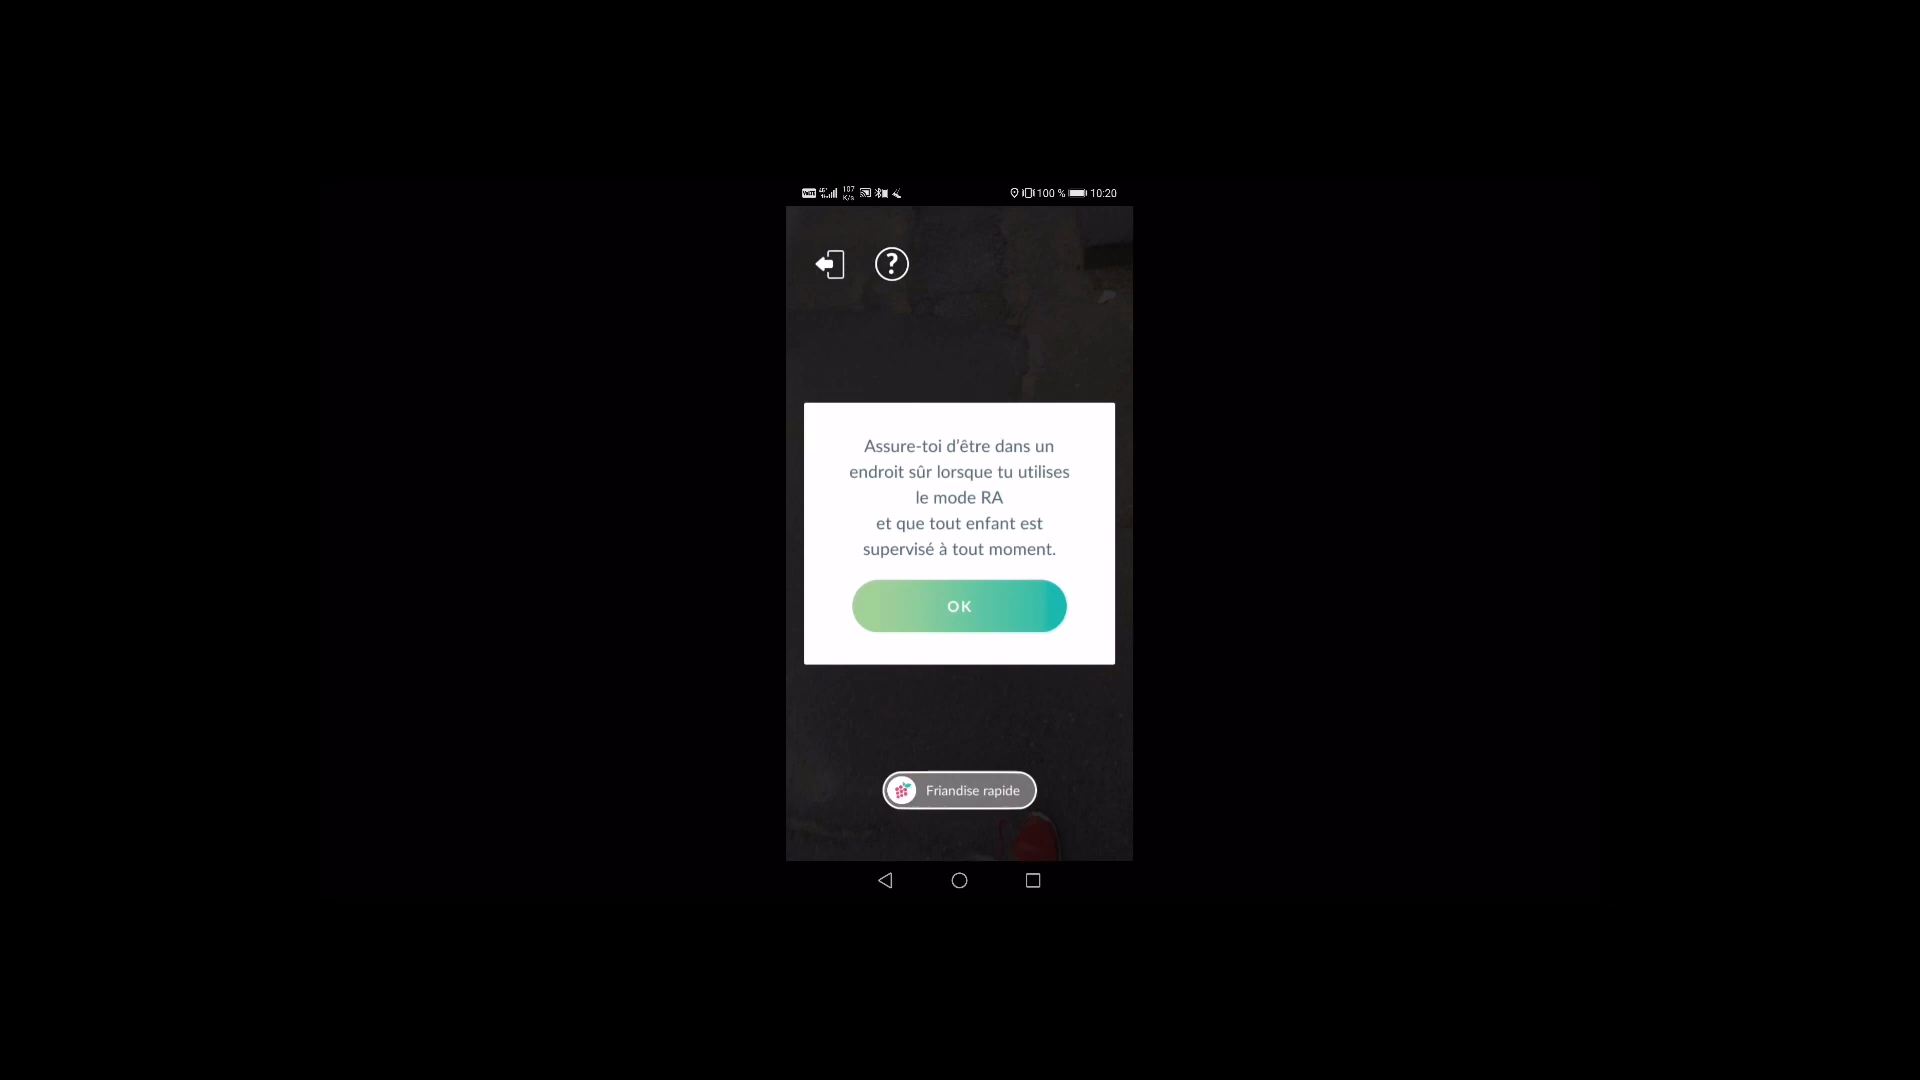 107
K/s
100 % 10:20
?
Assure-toi d'être dans un
endroit sûr lorsque tu utilises
le mode RA
et que tout enfant est
supervisé à tout moment.
OK
Friandise rapide